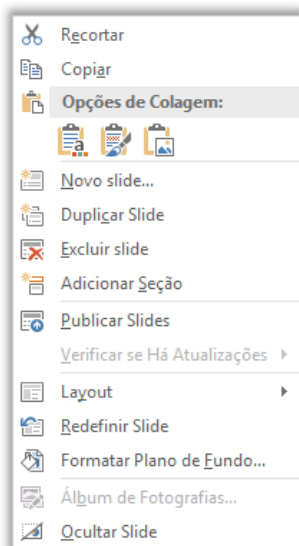 Recortar
Copiar
Opções de Colagem:
a
Novo slide...
Duplicar Slide
Excluir slide
Adicionar Seção
Publicar Slides
Verificar se Há Atualizações
Layout
Redefinir Slide
Formatar Plano de Fundo...
Álbum de Fotografias...
Ocultar Slide